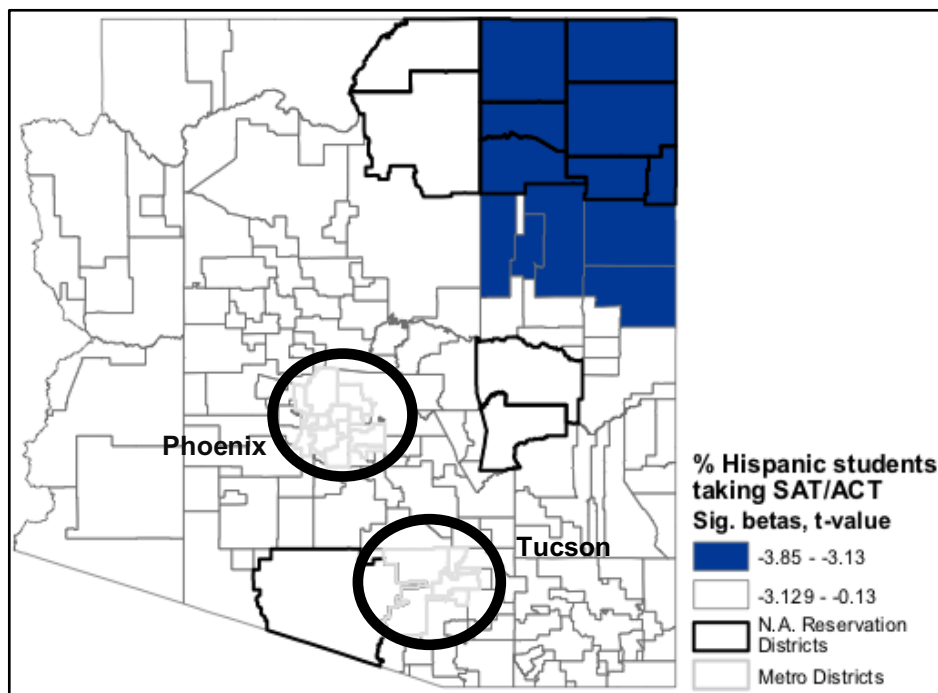 Phoenix
Tucson
% Hispanic students
taking SAT/ACT
Sig. betas, t-value
-3.85 - -3.13
-3.129 - -0.13
N.A. Reservation
Districts
Metro Districts